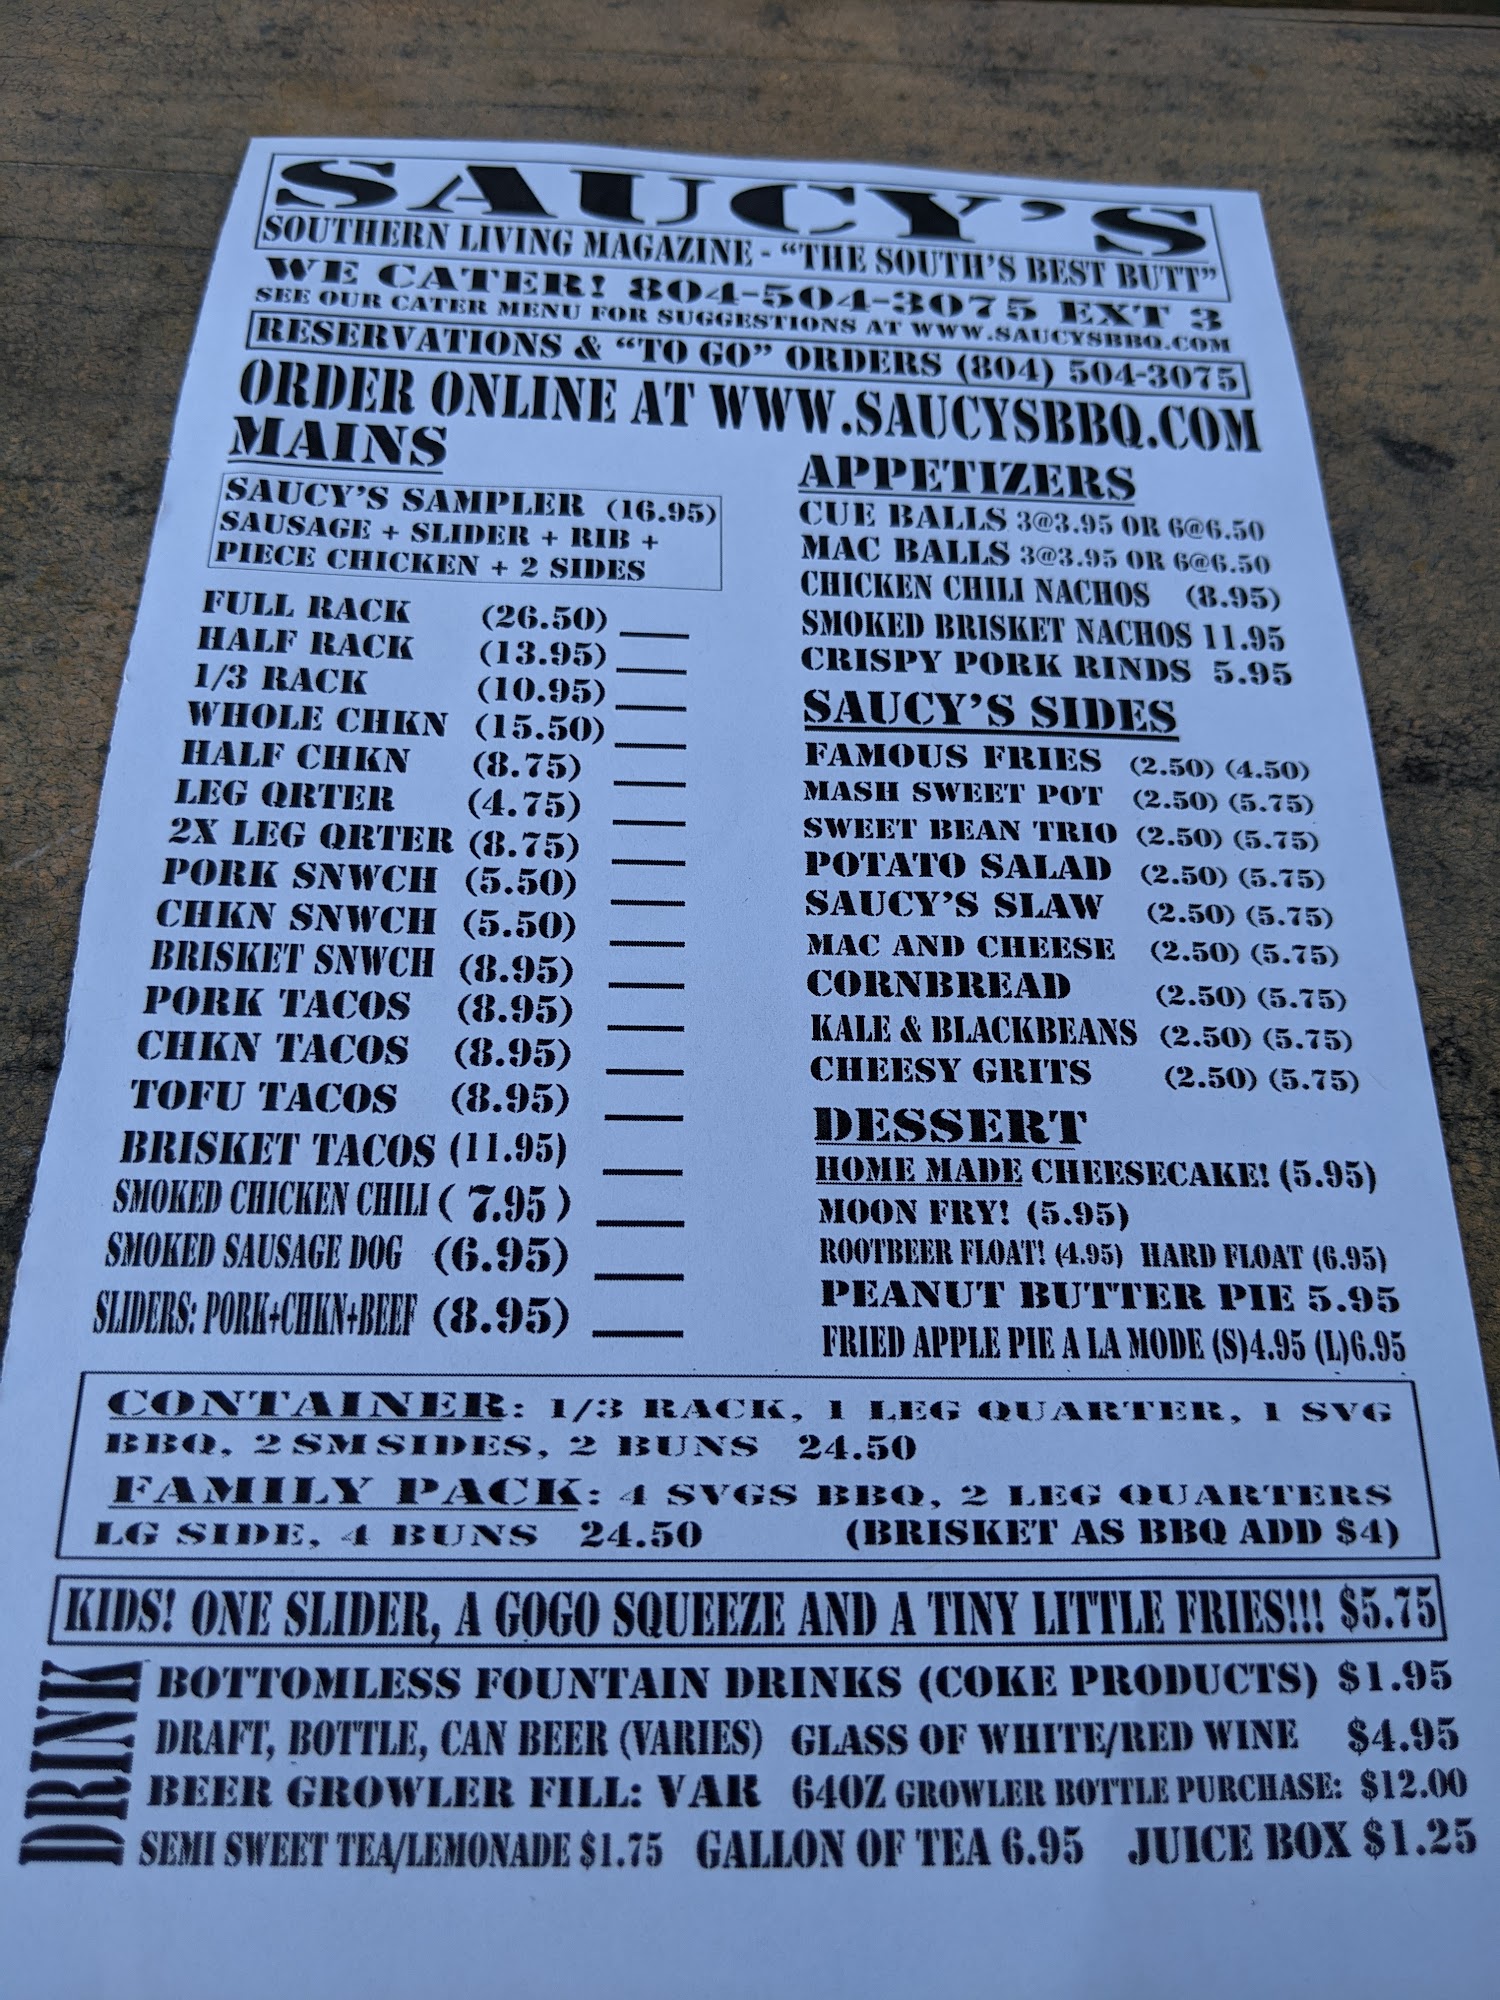 SAUCY'S
SOUTHERN LIVING MAGAZINE - "THE SOUTH'S BEST BUTT"
WE CATER! 804-504-3075 EXT 3
SEE OUR CATER MENU FOR SUGGESTIONS AT WWW.SAUCYSBBQ.COM
RESERVATIONS & "TO GO" ORDERS (804) 504-3075
ORDER ONLINE AT WWW.SAUCYSBBQ.COM
MAINS
SAUCY'S SAMPLER (16.95)
SAUSAGE + SLIDER + RIB +
PIECE CHICKEN + 2 SIDES
FULL RACK (26.50) ___
HALF RACK (13.95) ___
1/3 RACK (10.95) ___
WHOLE CHKN (15.50) ___
HALF CHKN (8.75) ___
LEG QRTER (4.75) ___
2X LEG QRTER (8.75) ___
PORK SNWCH (5.50) ___
CHKN SNWCH (5.50) ___
BRISKET SNWCH (8.95) ___
PORK TACOS (8.95) ___
CHKN TACOS (8.95) ___
TOFU TACOS (8.95) ___
BRISKET TACOS (11.95) ___
SMOKED CHICKEN CHILI ( 7.95 ) ___
SMOKED SAUSAGE DOG (6.95) ___
SLIDERS: PORK+CHKN+BEEF (8.95) ___
APPETIZERS
CUE BALLS 3@3.95 OR 6@6.50
MAC BALLS 3@3.95 OR 6@6.50
CHICKEN CHILI NACHOS (8.95)
SMOKED BRISKET NACHOS 11.95
CRISPY PORK RINDS 5.95
SAUCY'S SIDES
FAMOUS FRIES (2.50) (4.50)
MASH SWEET POT (2.50) (5.75)
SWEET BEAN TRIO (2.50) (5.75)
POTATO SALAD (2.50) (5.75)
SAUCY'S SLAW (2.50) (5.75)
MAC AND CHEESE (2.50) (5.75)
CORNBREAD (2.50) (5.75)
KALE & BLACKBEANS (2.50) (5.75)
CHEESY GRITS (2.50) (5.75)
DESSERT
HOME MADE CHEESECAKE! (5.95)
MOON FRY! (5.95)
ROOTBEER FLOAT! (4.95) HARD FLOAT (6.95)
PEANUT BUTTER PIE 5.95
FRIED APPLE PIE A LA MODE (S)4.95 (L)6.95
CONTAINER: 1/3 RACK, 1 LEG QUARTER, 1 SVG
BBQ, 2 SM SIDES, 2 BUNS 24.50
FAMILY PACK: 4 SVGS BBQ, 2 LEG QUARTERS
LG SIDE, 4 BUNS 24.50 (BRISKET AS BBQ ADD $4)
KIDS! ONE SLIDER, A GOGO SQUEEZE AND A TINY LITTLE FRIES!!! $5.75
DRINK
BOTTOMLESS FOUNTAIN DRINKS (COKE PRODUCTS) $1.95
DRAFT, BOTTLE, CAN BEER (VARIES) GLASS OF WHITE/RED WINE $4.95
BEER GROWLER FILL: VAR 64OZ GROWLER BOTTLE PURCHASE: $12.00
SEMI SWEET TEA/LEMONADE $1.75 GALLON OF TEA 6.95 JUICE BOX $1.25